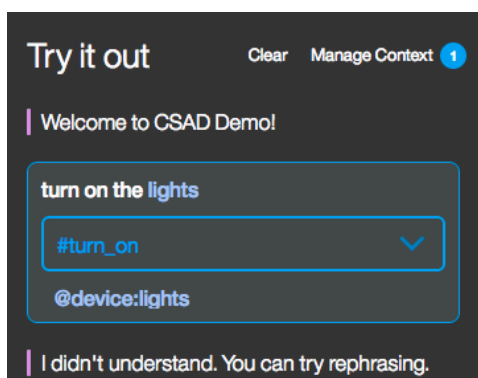 Try it out Clear Manage Context 1
Welcome to CSAD Demo!
turn on the lights
#turn_on
@device:lights
I didn't understand. You can try rephrasing.